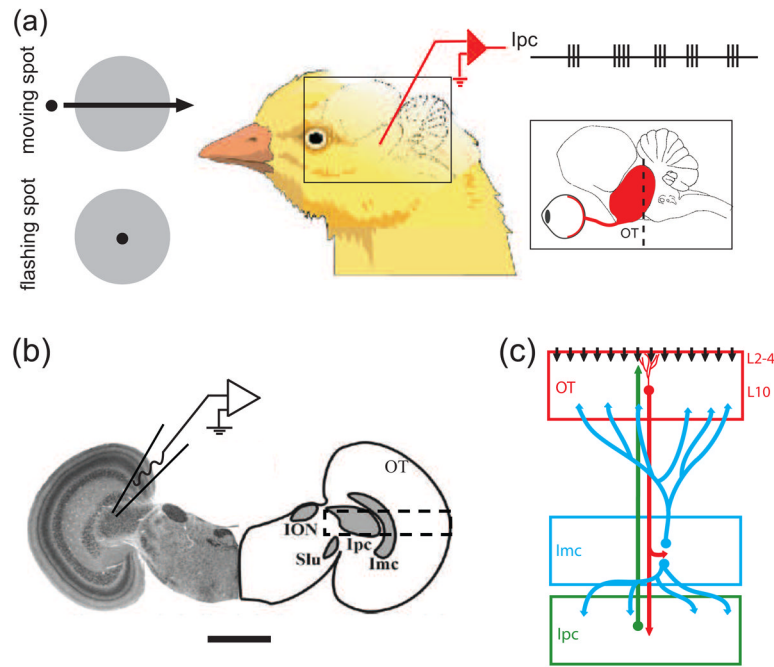 (a)
moving spot
flashing spot
Ipc
OT
(b)
OT
ION
Ipc
Slu
Imc
(c)
L2-4
OT
L10
Imc
Ipc